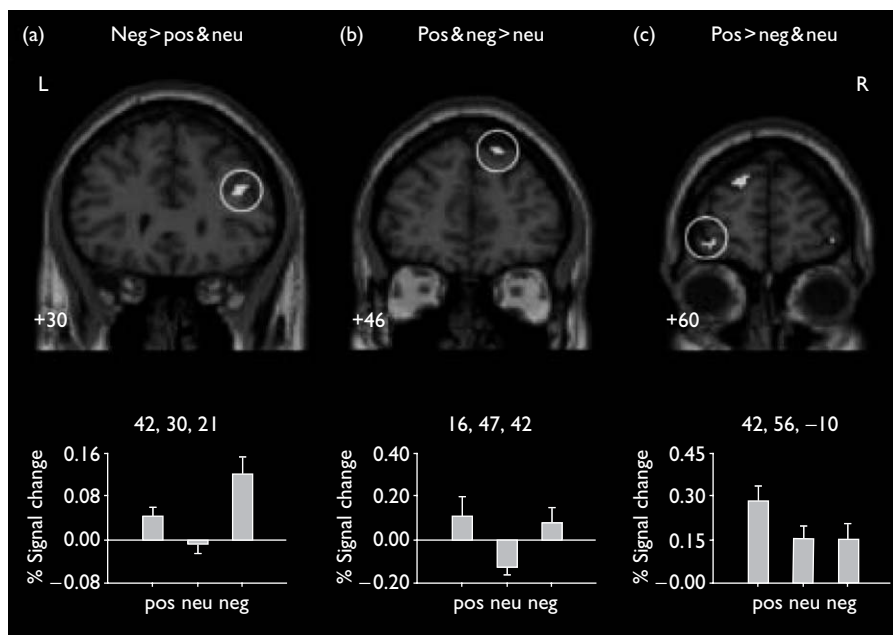 (a) Neg > pos & neu
(b) Pos & neg > neu
(c) Pos > neg & neu
L
R
+30
+46
+60
42, 30, 21
% Signal change
0.16
0.08
0.00
−0.08
pos neu neg
16, 47, 42
0.40
0.20
0.00
−0.20
pos neu neg
42, 56, −10
% Signal change
0.45
0.30
0.15
0.00
pos neu neg